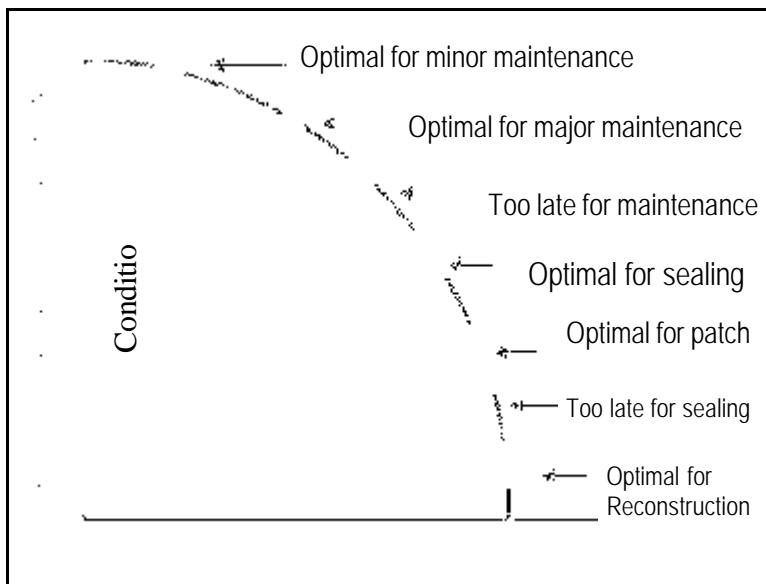 Optimal for minor maintenance
Optimal for major maintenance
Too late for maintenance
Optimal for sealing
Optimal for patch
Too late for sealing
Optimal for
Reconstruction
Conditio